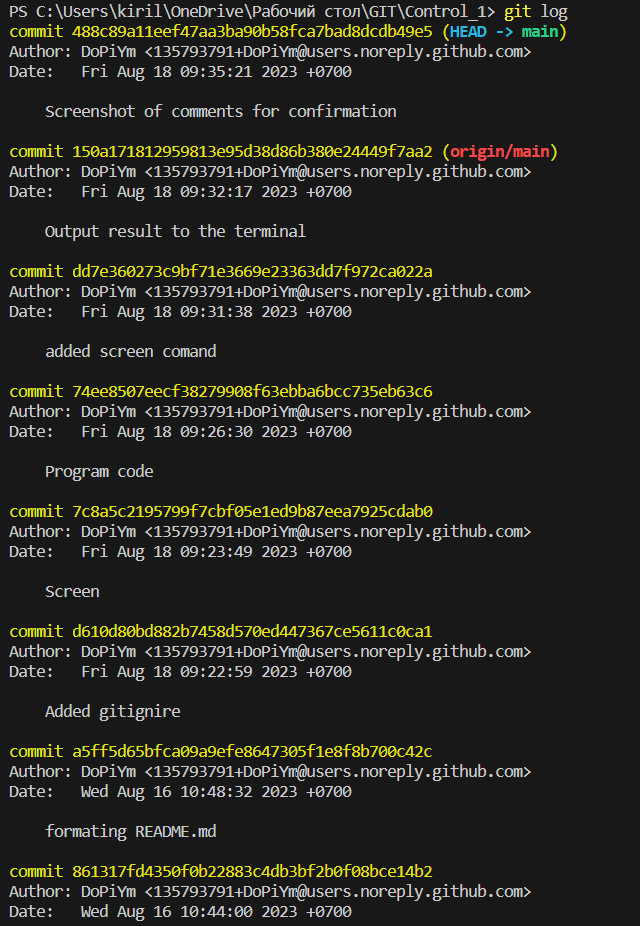 PS C:\Users\kiril\OneDrive\Рабочий стол\GIT\Control_1> git log
commit 488c89a11eef47aa3ba90b58fca7bad8dcdb49e5 (HEAD -> main)
Author: DoPiYm <135793791+DoPiYm@users.noreply.github.com>
Date:   Fri Aug 18 09:35:21 2023 +0700
Screenshot of comments for confirmation
commit 150a171812959813e95d38d86b380e24449f7aa2 (origin/main)
Author: DoPiYm <135793791+DoPiYm@users.noreply.github.com>
Date:   Fri Aug 18 09:32:17 2023 +0700
Output result to the terminal
commit dd7e360273c9bf71e3669e23363dd7f972ca022a
Author: DoPiYm <135793791+DoPiYm@users.noreply.github.com>
Date:   Fri Aug 18 09:31:38 2023 +0700
added screen comand
commit 74ee8507eecf38279908f63ebba6bcc735eb63c6
Author: DoPiYm <135793791+DoPiYm@users.noreply.github.com>
Date:   Fri Aug 18 09:26:30 2023 +0700
Program code
commit 7c8a5c2195799f7cbf05e1ed9b87eea7925cdab0
Author: DoPiYm <135793791+DoPiYm@users.noreply.github.com>
Date:   Fri Aug 18 09:23:49 2023 +0700
Screen
commit d610d80bd882b7458d570ed447367ce5611c0ca1
Author: DoPiYm <135793791+DoPiYm@users.noreply.github.com>
Date:   Fri Aug 18 09:22:59 2023 +0700
Added gitignire
commit a5ff5d65bfca09a9efe8647305f1e8f8b700c42c
Author: DoPiYm <135793791+DoPiYm@users.noreply.github.com>
Date:   Wed Aug 16 10:48:32 2023 +0700
formating README.md
commit 861317fd4350f0b22883c4db3bf2b0f08bce14b2
Author: DoPiYm <135793791+DoPiYm@users.noreply.github.com>
Date:   Wed Aug 16 10:44:00 2023 +0700